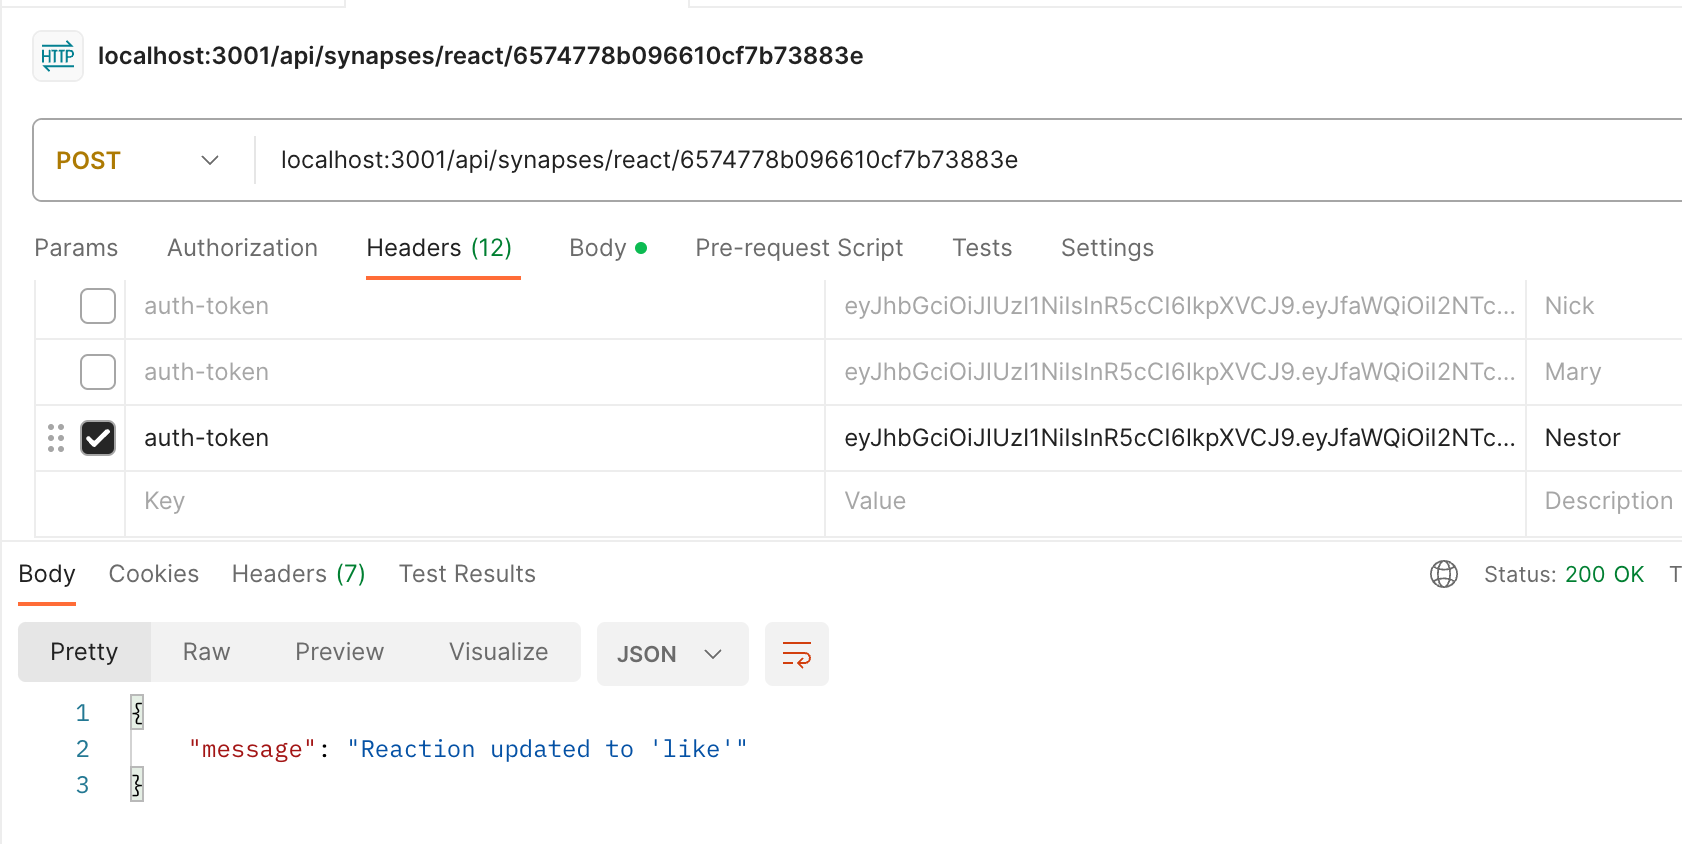 HTTP localhost:3001/api/synapses/react/6574778b096610cf7b73883e
POST localhost:3001/api/synapses/react/6574778b096610cf7b73883e
Params Authorization Headers (12) Body Pre-request Script Tests Settings
auth-token eyJhbGciOiJIUzI1NiIsInR5cCI6IkpXVCJ9.eyJfaWQiOiI2NTc... Nick
auth-token eyJhbGciOiJIUzI1NiIsInR5cCI6IkpXVCJ9.eyJfaWQiOiI2NTc... Mary
auth-token eyJhbGciOiJIUzI1NiIsInR5cCI6IkpXVCJ9.eyJfaWQiOiI2NTc... Nestor
Key Value Description
Body Cookies Headers (7) Test Results Status: 200 OK T
Pretty Raw Preview Visualize JSON
1 {
2 "message": "Reaction updated to 'like'"
3 }